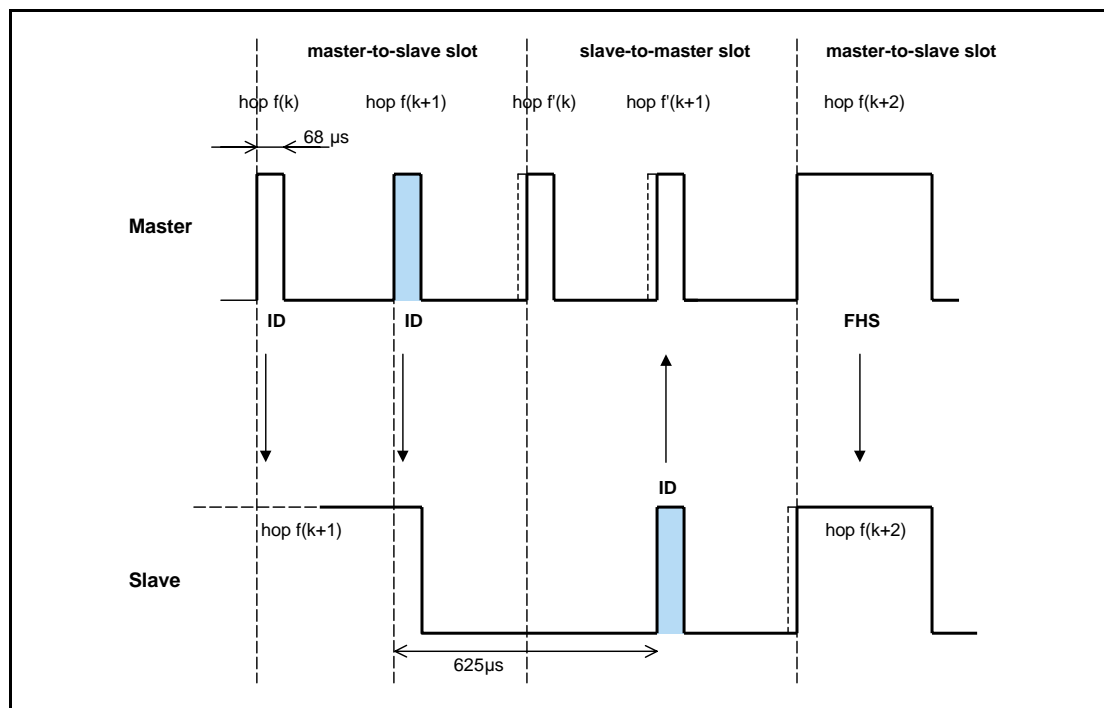 master-to-slave slot
slave-to-master slot
master-to-slave slot
hop f(k)
hop f(k+1)
hop f'(k)
hop f'(k+1)
hop f(k+2)
68 µs
Master
ID
ID
FHS
ID
hop f(k+1)
hop f(k+2)
Slave
625µs